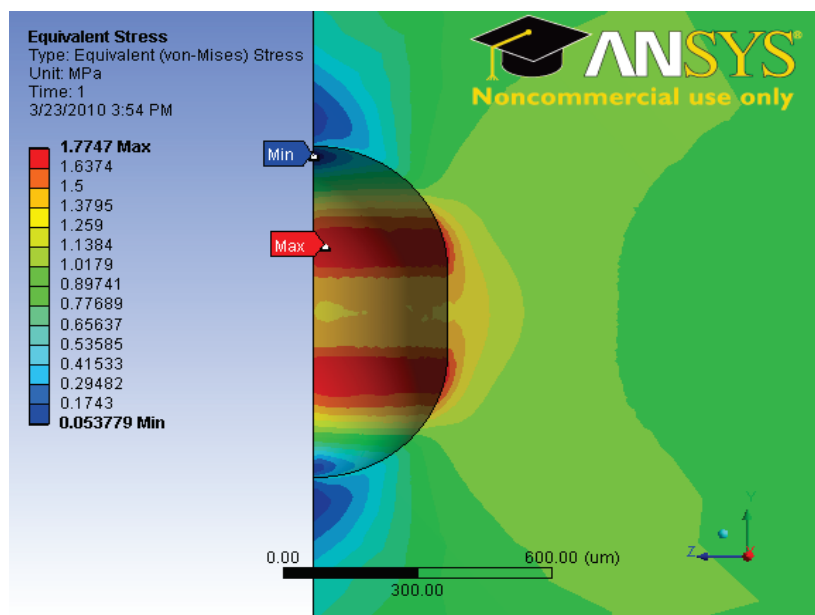 Equivalent Stress
Type: Equivalent (von-Mises) Stress
Unit: MPa
Time: 1
3/23/2010 3:54 PM
ANSYS®
Noncommercial use only
1.7747 Max
1.6374
1.5
1.3795
1.259
1.1384
1.0179
0.89741
0.77689
0.65637
0.53585
0.41533
0.29482
0.1743
0.053779 Min
Min
Max
0.00
600.00 (um)
300.00
Y
Z
X